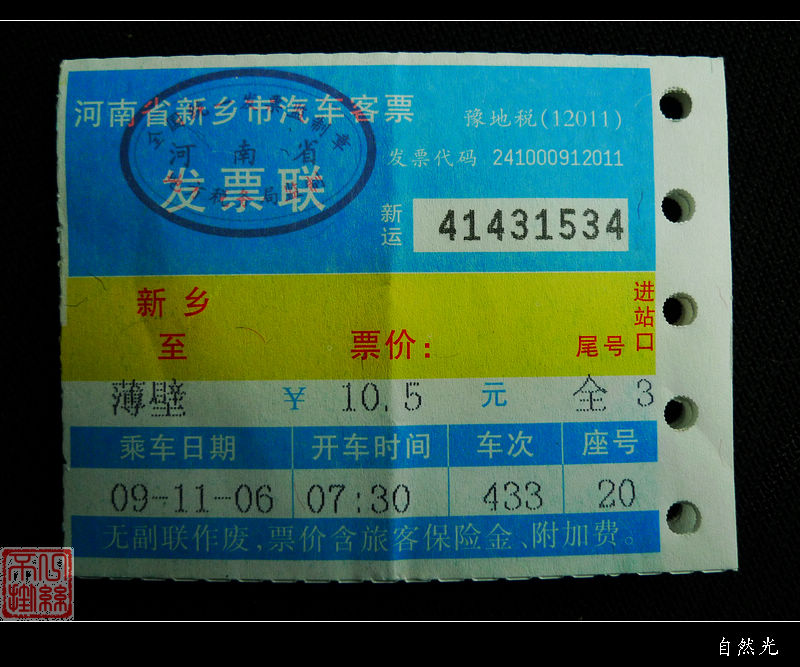 河南省新乡市汽车客票
豫地税(12011)
发票代码 241000912011
河南省
发票联
新运 41431534
新乡
至
票价:
尾号
进站口
薄壁 ¥ 10.5 元 全 3
乘车日期 开车时间 车次 座号
09-11-06 07:30 433 20
无副联作废,票价含旅客保险金、附加费。
自然光